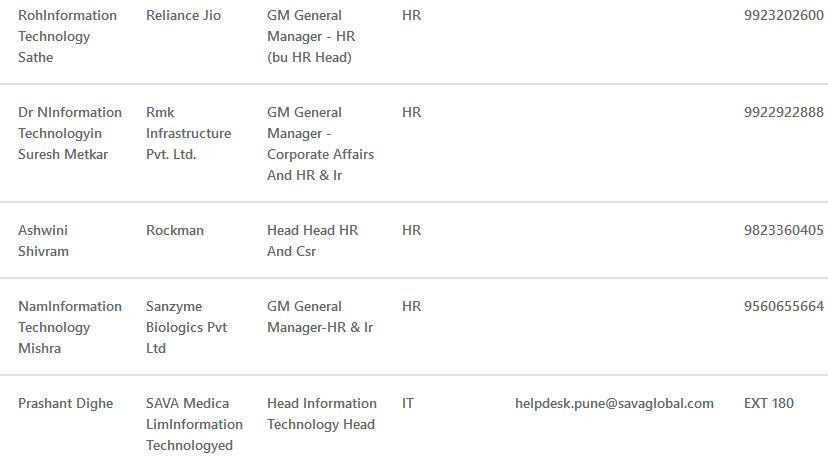 RohInformation Technology Sathe Reliance Jio GM General Manager - HR (bu HR Head) HR 9923202600
Dr NInformation Technologyin Suresh Metkar Rmk Infrastructure Pvt. Ltd. GM General Manager - Corporate Affairs And HR & Ir HR 9922922888
Ashwini Shivram Rockman Head Head HR And Csr HR 9823360405
NamInformation Technology Mishra Sanzyme Biologics Pvt Ltd GM General Manager-HR & Ir HR 9560655664
Prashant Dighe SAVA Medica LimInformation Technologyed Head Information Technology Head IT helpdesk.pune@savaglobal.com EXT 180